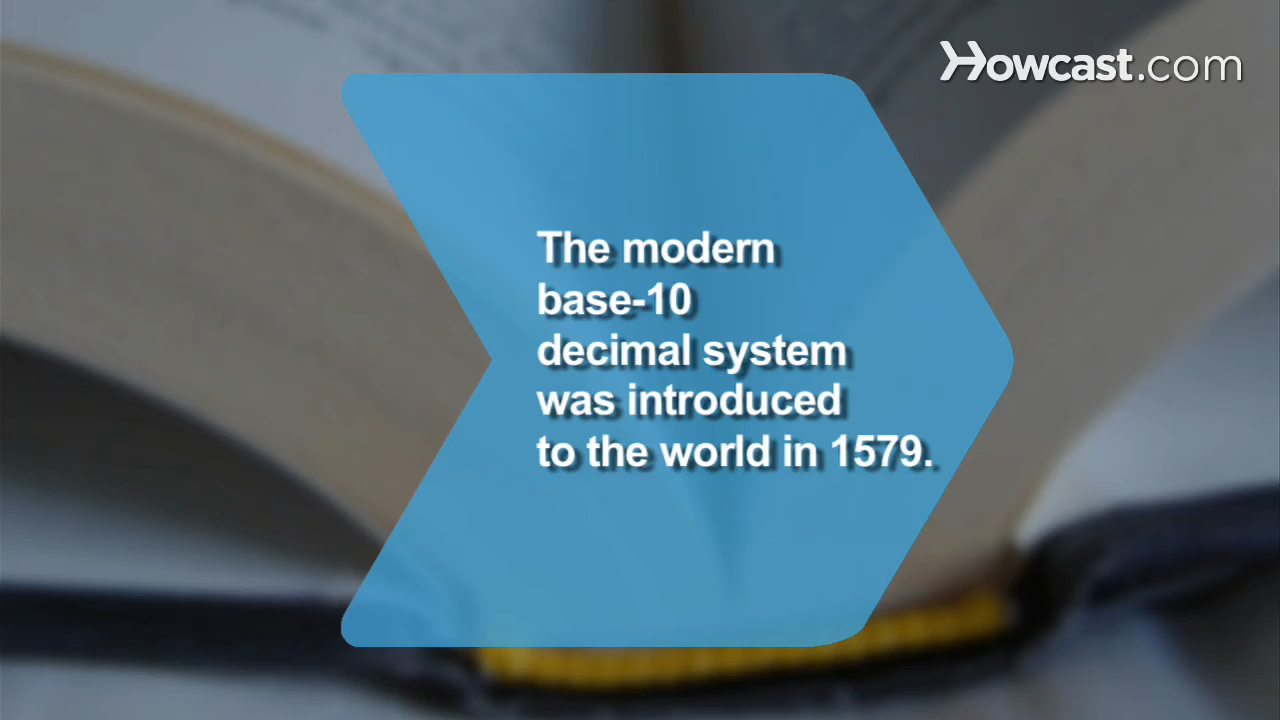 Howcast.com
The modern
base-10
decimal system
was introduced
to the world in 1579.